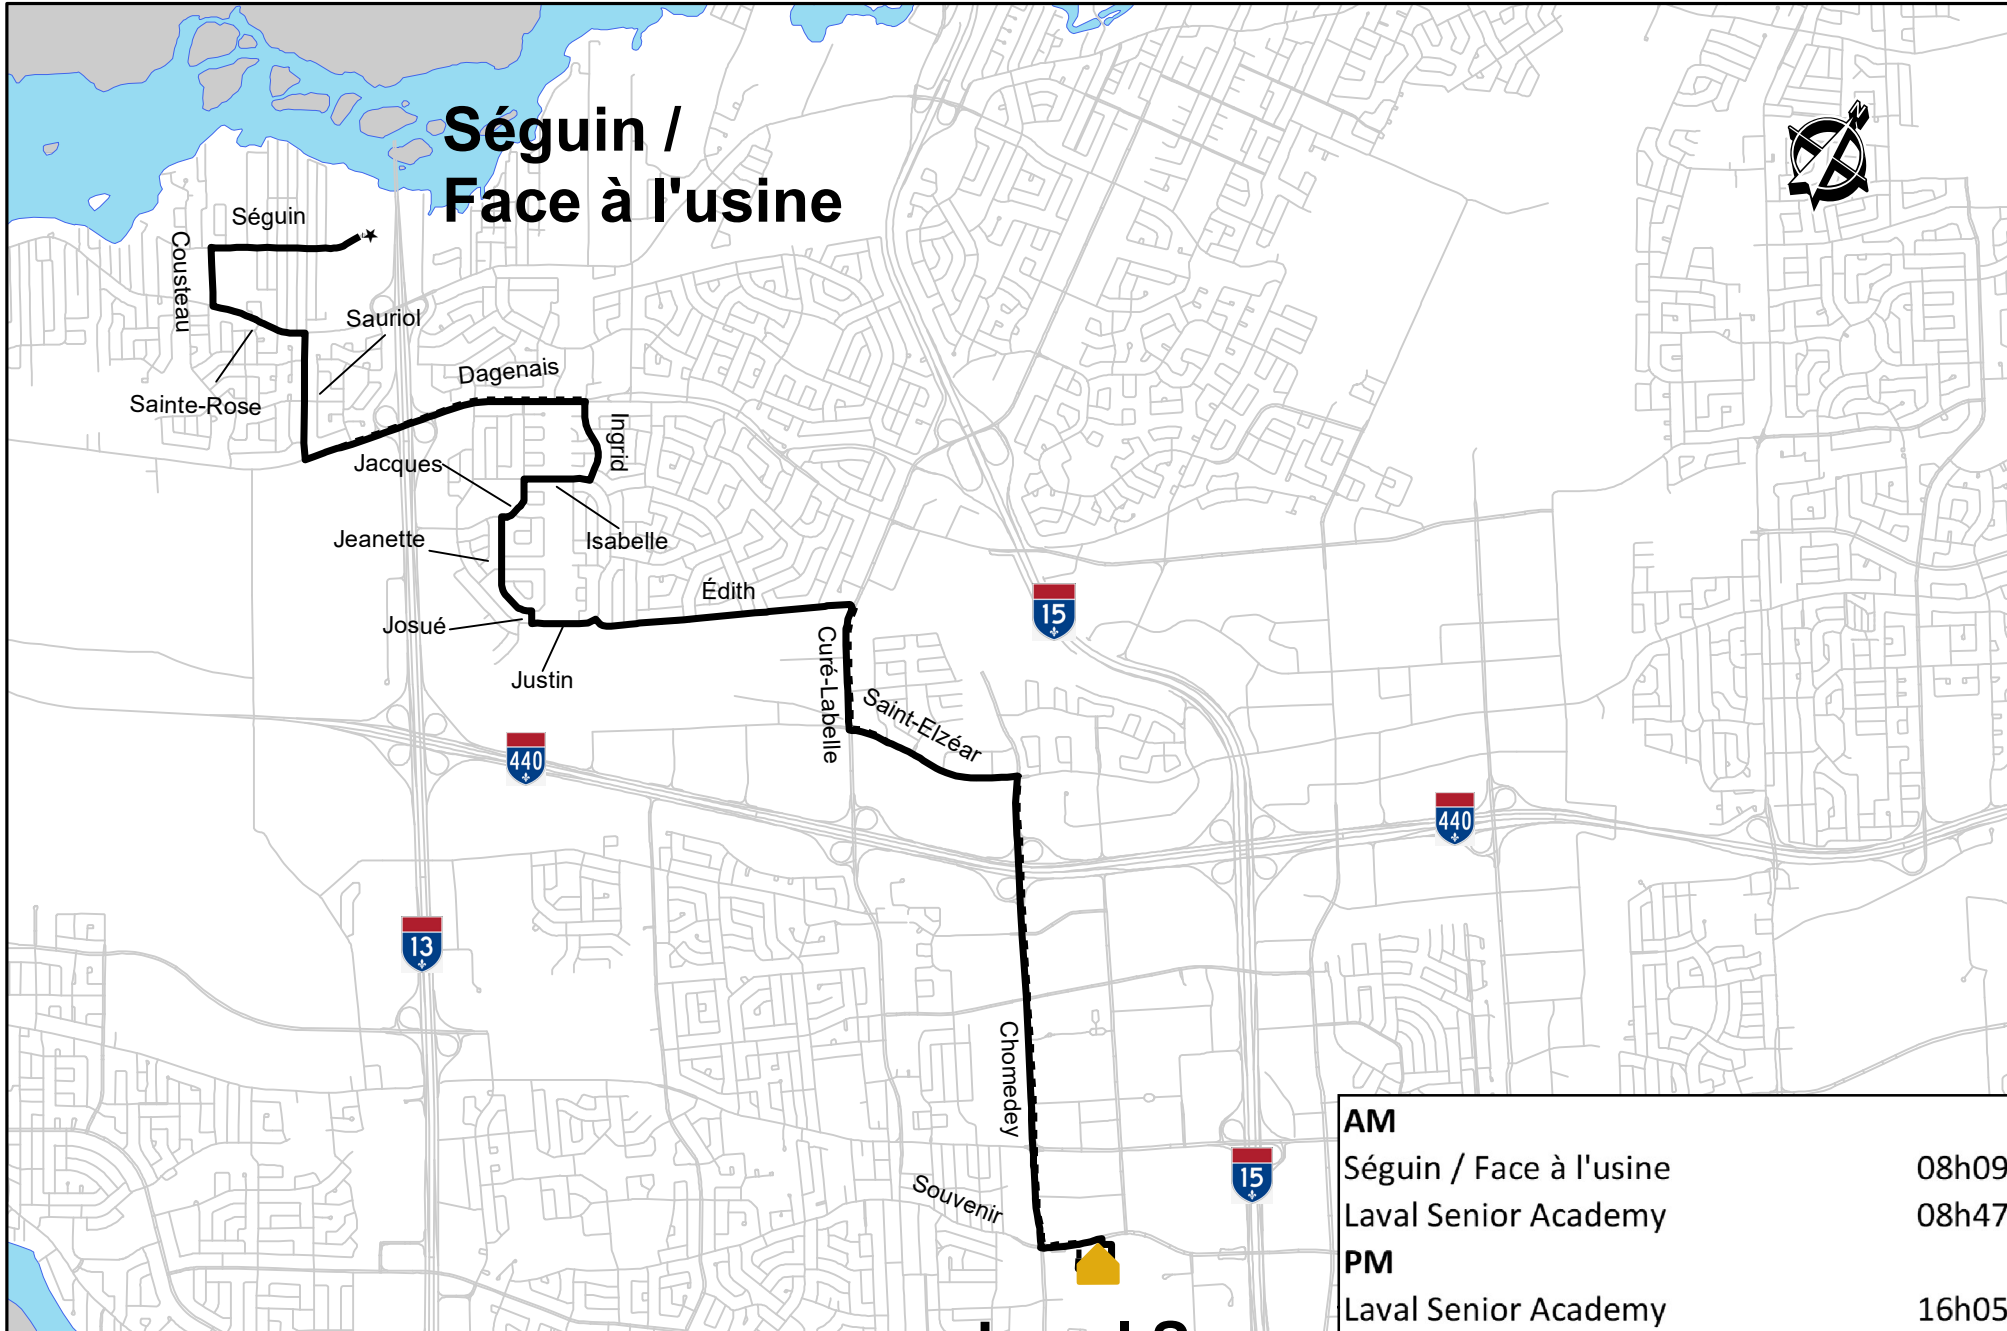 Séguin /
Face à l'usine
Séguin
Cousteau
Sauriol
Sainte-Rose
Dagenais
Ingrid
Jacques
Isabelle
Jeanette
Édith
Josué
Justin
15
Curé-Labelle
Saint-Elzéar
440
440
13
Chomedey
15
Souvenir
AM
Séguin / Face à l'usine 08h09
Laval Senior Academy 08h47
PM
Laval Senior Academy 16h05